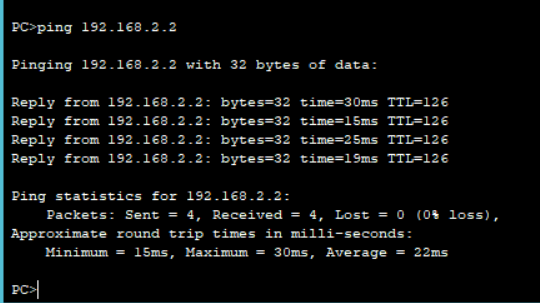 PC>ping 192.168.2.2
Pinging 192.168.2.2 with 32 bytes of data:
Reply from 192.168.2.2: bytes=32 time=30ms TTL=126
Reply from 192.168.2.2: bytes=32 time=15ms TTL=126
Reply from 192.168.2.2: bytes=32 time=25ms TTL=126
Reply from 192.168.2.2: bytes=32 time=19ms TTL=126
Ping statistics for 192.168.2.2:
    Packets: Sent = 4, Received = 4, Lost = 0 (0% loss),
Approximate round trip times in milli-seconds:
    Minimum = 15ms, Maximum = 30ms, Average = 22ms
PC>